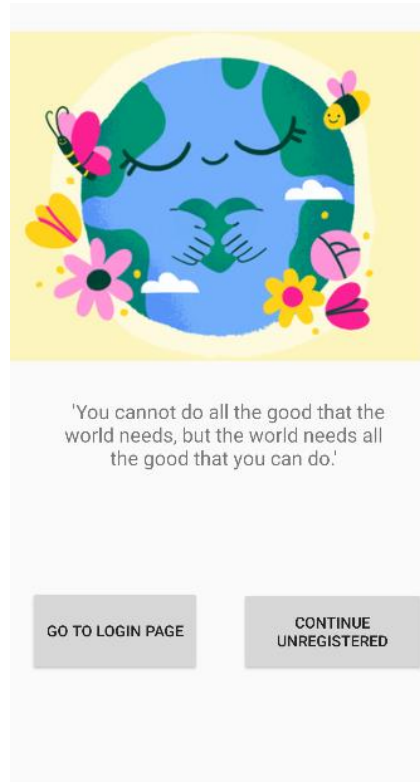 'You cannot do all the good that the
world needs, but the world needs all
the good that you can do.'
GO TO LOGIN PAGE
CONTINUE
UNREGISTERED